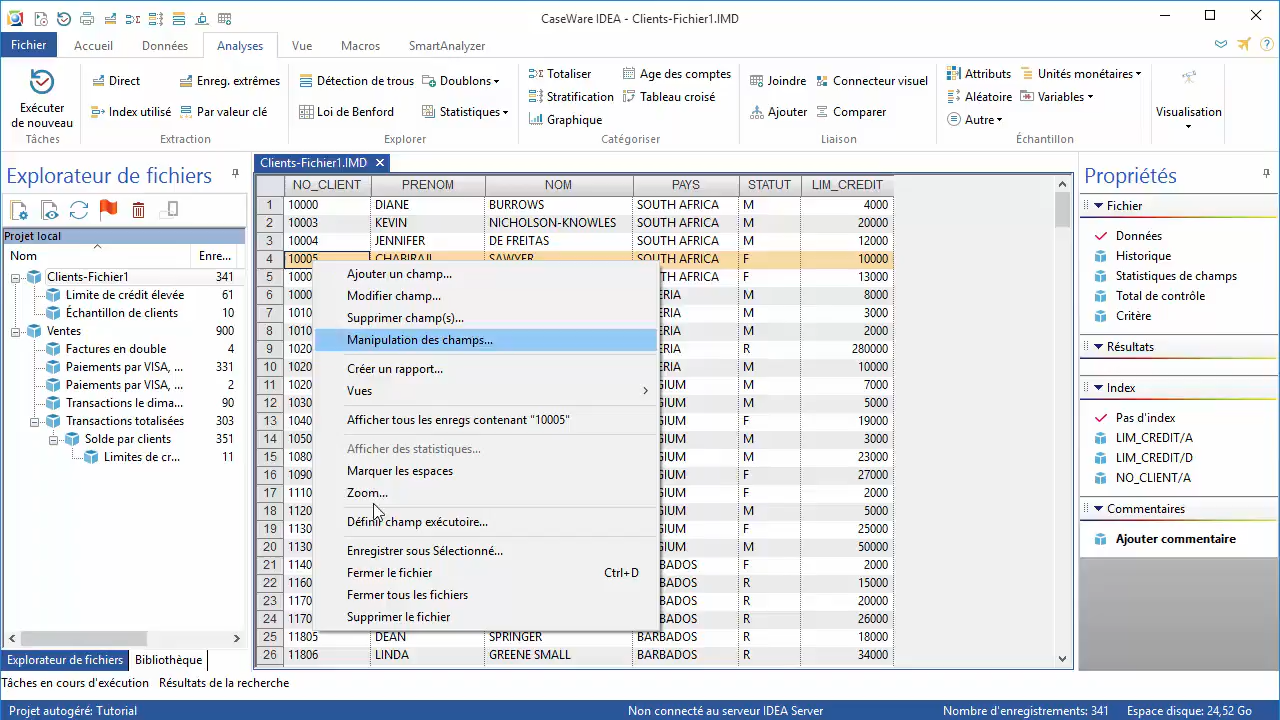 CaseWare IDEA - Clients-Fichier1.IMD
Fichier Accueil Données Analyses Vue Macros SmartAnalyzer
Exécuter de nouveau
Tâches
Direct Enreg. extrêmes
Index utilisé Par valeur clé
Extraction
Détection de trous Doublons
Loi de Benford Statistiques
Explorer
Totaliser Age des comptes
Stratification Tableau croisé
Graphique
Catégoriser
Joindre Connecteur visuel
Ajouter Comparer
Liaison
Attributs Unités monétaires
Aléatoire Variables
Autre
Échantillon
Visualisation
Explorateur de fichiers
Projet local
Nom Enre...
Clients-Fichier1 341
Limite de crédit élevée 61
Échantillon de clients 10
Ventes 900
Factures en double 4
Paiements par VISA, ... 331
Paiements par VISA, ... 2
Transactions le dima... 90
Transactions totalisées 303
Solde par clients 351
Limites de cr... 11
Explorateur de fichiers Bibliothèque
Clients-Fichier1.IMD
NO_CLIENT PRENOM NOM PAYS STATUT LIM_CREDIT
1 10000 DIANE BURROWS SOUTH AFRICA M 4000
2 10003 KEVIN NICHOLSON-KNOWLES SOUTH AFRICA M 20000
3 10004 JENNIFER DE FREITAS SOUTH AFRICA M 12000
4 10005 CHABIRAJI SAWYER SOUTH AFRICA F 10000
5 1000 TH AFRICA F 13000
6 1000 ERIA M 8000
7 1010 ERIA M 3000
8 1010 ERIA M 2000
9 1020 ERIA R 280000
10 1020 ERIA R 10000
11 1020 GIUM M 7000
12 1030 GIUM M 5000
13 1040 GIUM F 19000
14 1050 GIUM M 3000
15 1080 GIUM M 23000
16 1090 GIUM F 27000
17 1110 GIUM F 2000
18 1120 GIUM M 5000
19 1130 GIUM F 25000
20 1130 GIUM M 50000
21 1140 BADOS F 2000
22 1160 BADOS R 15000
23 1170 BADOS R 20000
24 1170 BADOS R 26000
25 11805 DEAN SPRINGER BARBADOS R 18000
26 11806 LINDA GREENE SMALL BARBADOS R 34000
Ajouter un champ...
Modifier champ...
Supprimer champ(s)...
Manipulation des champs...
Créer un rapport...
Vues
Afficher tous les enregs contenant "10005"
Afficher des statistiques...
Marquer les espaces
Zoom...
Définir champ exécutoire...
Enregistrer sous Sélectionné...
Fermer le fichier Ctrl+D
Fermer tous les fichiers
Supprimer le fichier
Propriétés
Fichier
Données
Historique
Statistiques de champs
Total de contrôle
Critère
Résultats
Index
Pas d'index
LIM_CREDIT/A
LIM_CREDIT/D
NO_CLIENT/A
Commentaires
Ajouter commentaire
Tâches en cours d'exécution Résultats de la recherche
Projet autogéré: Tutorial Non connecté au serveur IDEA Server Nombre d'enregistrements: 341 Espace disque: 24,52 Go